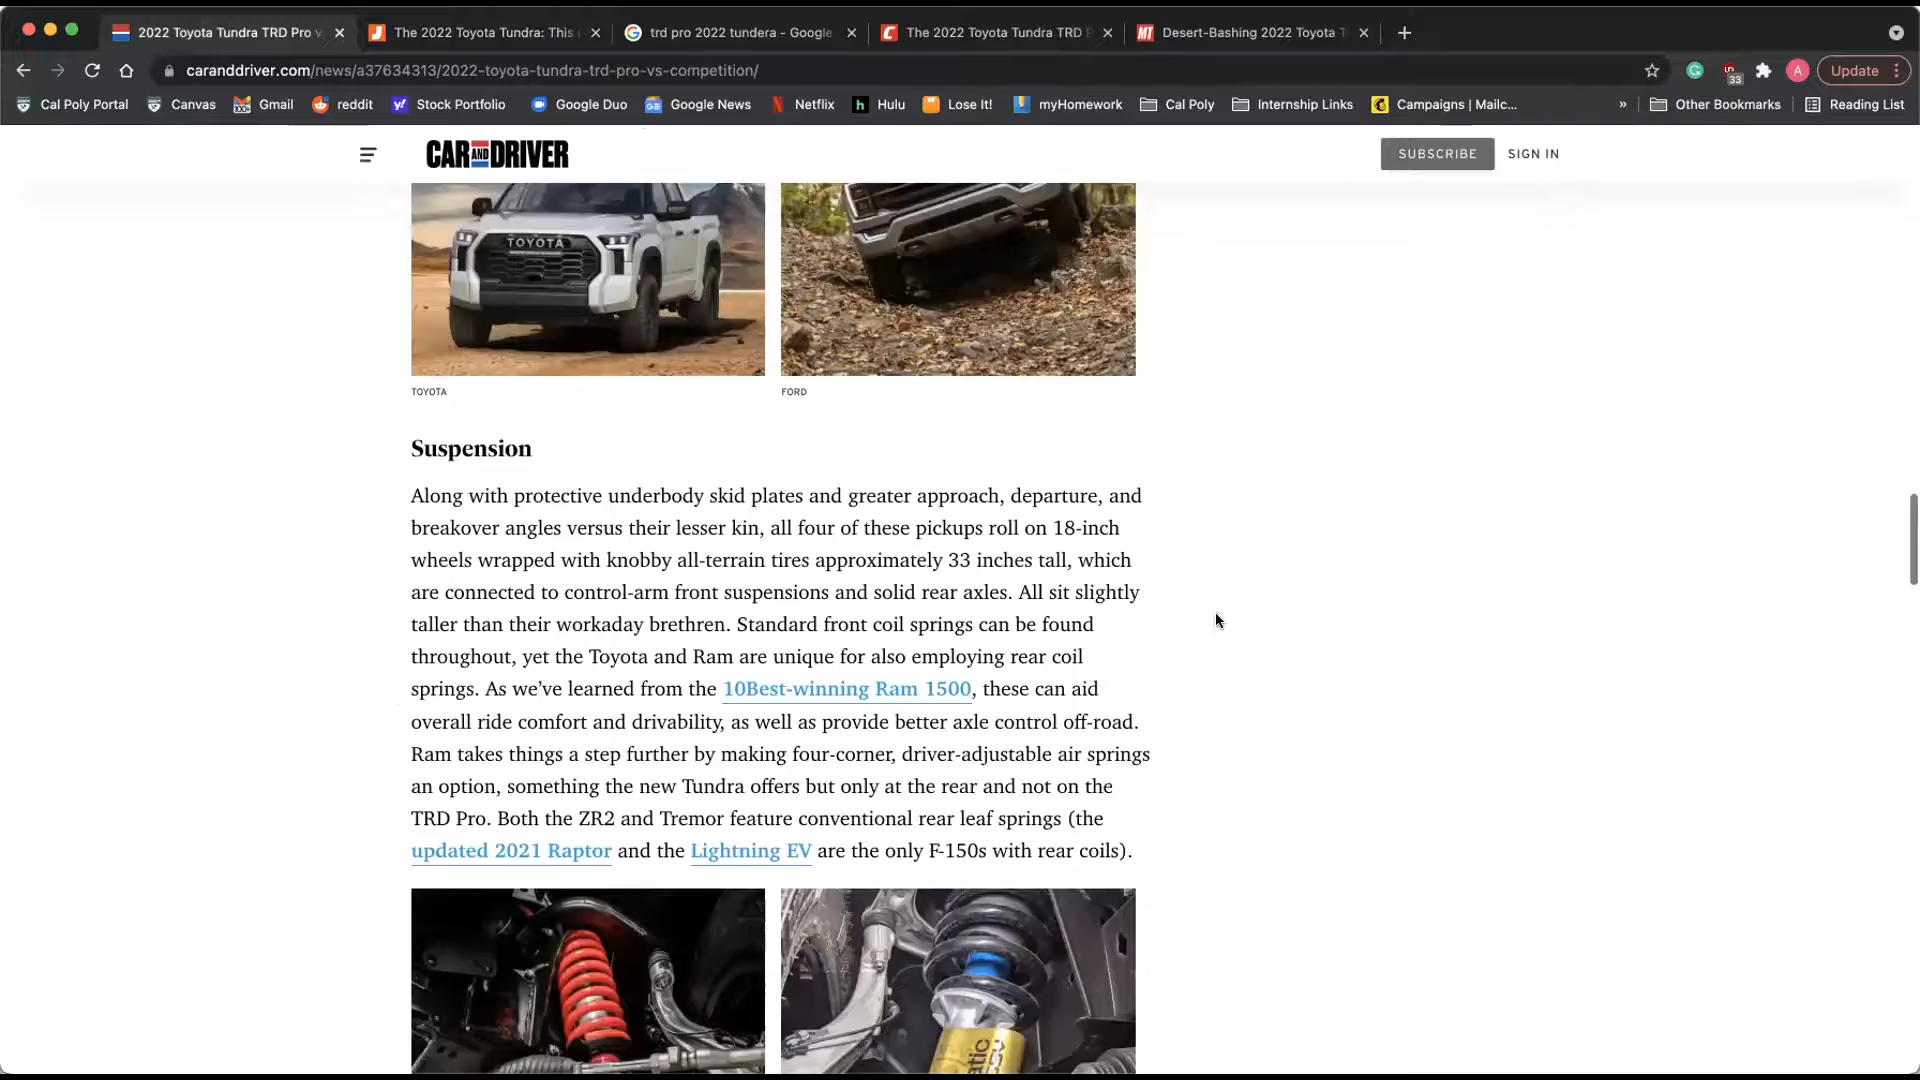 2022 Toyota Tundra TRD Pro v
The 2022 Toyota Tundra: This
trd pro 2022 tundera - Google
The 2022 Toyota Tundra TRD
Desert-Bashing 2022 Toyota T
caranddriver.com/news/a37634313/2022-toyota-tundra-trd-pro-vs-competition/
33
A
Update
Cal Poly Portal
Canvas
Gmail
reddit
Stock Portfolio
Google Duo
Google News
Netflix
Hulu
Lose It!
myHomework
Cal Poly
Internship Links
Campaigns | Mailc...
»
Other Bookmarks
Reading List
CAR AND DRIVER
SUBSCRIBE
SIGN IN
TOYOTA
TOYOTA
FORD
Suspension
Along with protective underbody skid plates and greater approach, departure, and
breakover angles versus their lesser kin, all four of these pickups roll on 18-inch
wheels wrapped with knobby all-terrain tires approximately 33 inches tall, which
are connected to control-arm front suspensions and solid rear axles. All sit slightly
taller than their workaday brethren. Standard front coil springs can be found
throughout, yet the Toyota and Ram are unique for also employing rear coil
springs. As we’ve learned from the 10Best-winning Ram 1500, these can aid
overall ride comfort and drivability, as well as provide better axle control off-road.
Ram takes things a step further by making four-corner, driver-adjustable air springs
an option, something the new Tundra offers but only at the rear and not on the
TRD Pro. Both the ZR2 and Tremor feature conventional rear leaf springs (the
updated 2021 Raptor and the Lightning EV are the only F-150s with rear coils).